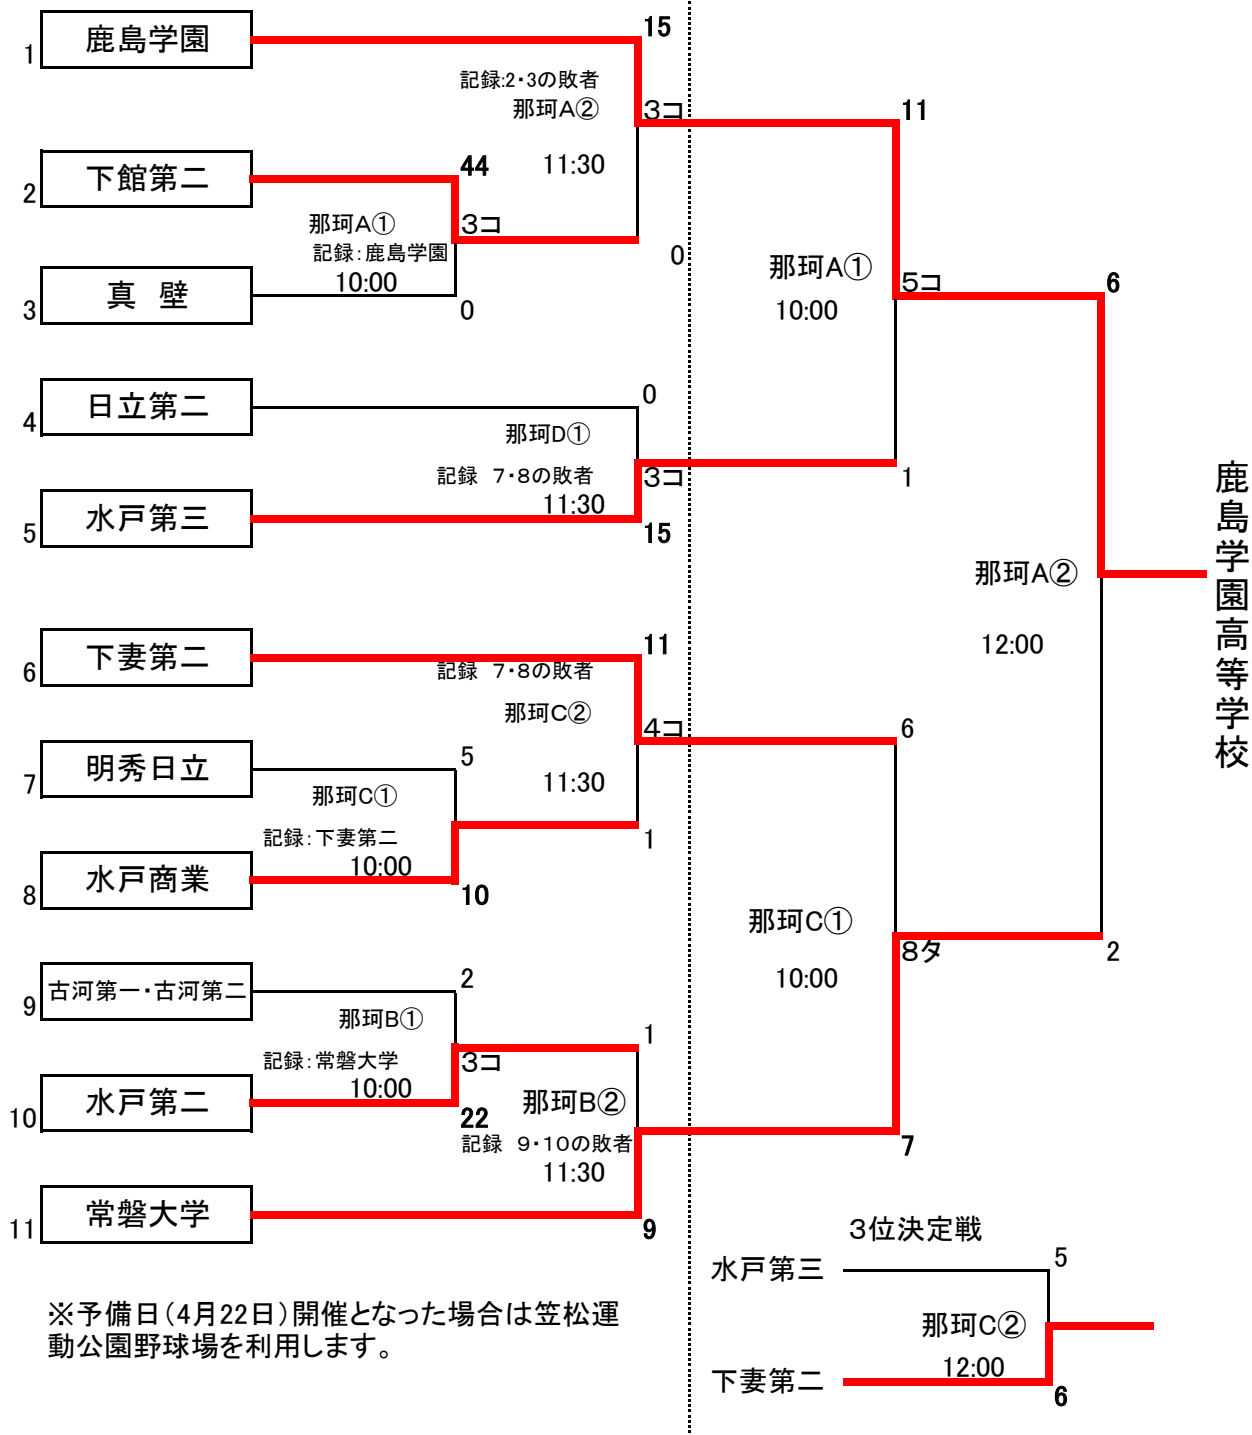 15
1
鹿島学園
記録:2・3の敗者
那珂A②
3コ
11
11:30
2
下館第二
44
那珂A①
3コ
記録：鹿島学園
10:00
0
3
真　壁
0
那珂A①
10:00
5コ
6
4
日立第二
0
那珂D①
記録　7・8の敗者
11:30
3コ
1
5
水戸第三
15
那珂A②
12:00
鹿島学園高等学校
6
下妻第二
11
記録　7・8の敗者
那珂C②
4コ
6
11:30
7
明秀日立
5
那珂C①
記録：下妻第二
10:00
1
8
水戸商業
10
那珂C①
10:00
8タ
2
9
古河第一・古河第二
2
那珂B①
記録：常磐大学
10:00
3コ
1
10
水戸第二
22
那珂B②
記録　9・10の敗者
11:30
7
11
常磐大学
9
3位決定戦
水戸第三
5
那珂C②
12:00
下妻第二
6
※予備日（4月22日）開催となった場合は笠松運
動公園野球場を利用します。